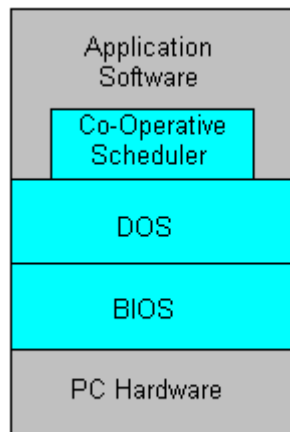 Application
Software
Co-Operative
Scheduler
DOS
BIOS
PC Hardware